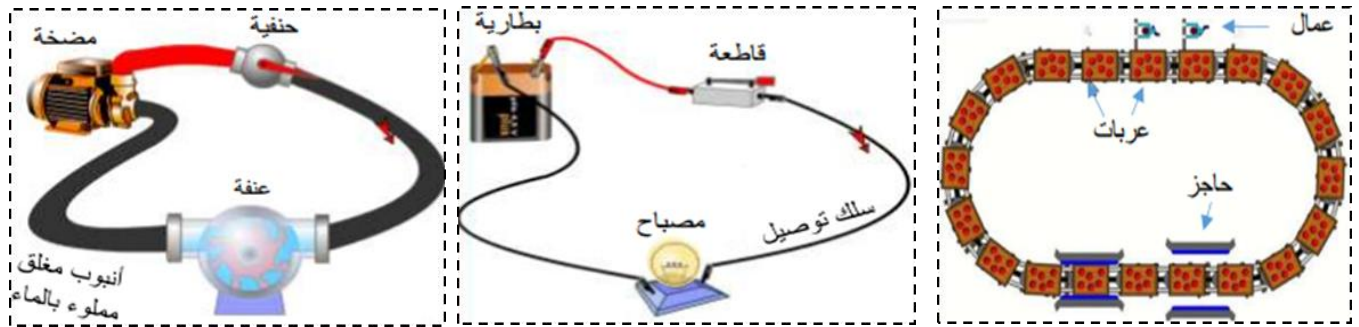 مضخة
حنفية
عنفة
أنبوب مغلق
مملوء بالماء
بطارية
قاطعة
مصباح
سلك توصيل
عمال
عربات
حاجز